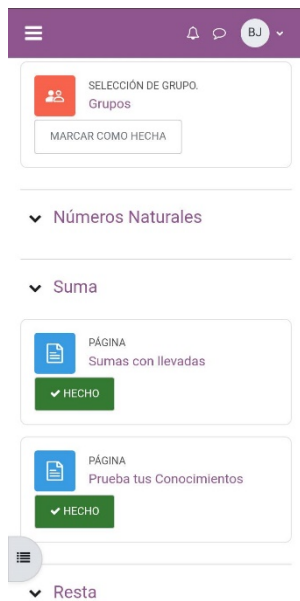 BJ
SELECCIÓN DE GRUPO.
Grupos
MARCAR COMO HECHA
Números Naturales
Suma
PÁGINA
Sumas con llevadas
HECHO
PÁGINA
Prueba tus Conocimientos
HECHO
Resta